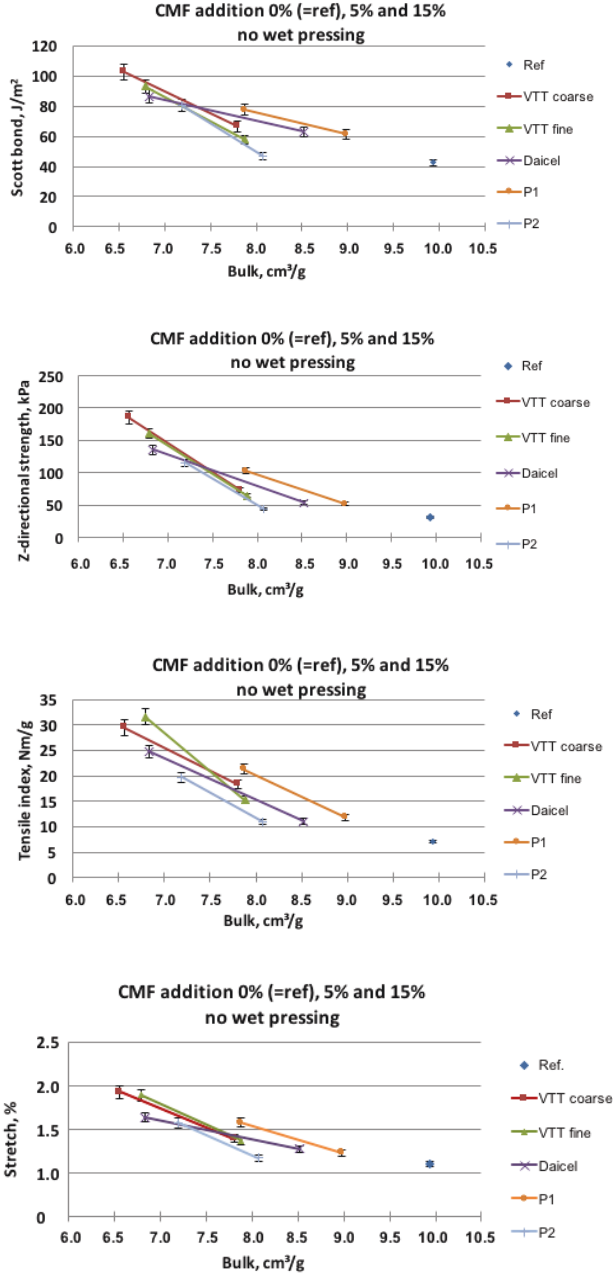 CMF addition 0% (=ref), 5% and 15%
no wet pressing
Scott bond, J/m²
120
100
80
60
40
20
0
6.0 6.5 7.0 7.5 8.0 8.5 9.0 9.5 10.0 10.5
Bulk, cm³/g
Ref
VTT coarse
VTT fine
Daicel
P1
P2
CMF addition 0% (=ref), 5% and 15%
no wet pressing
Z-directional strength, kPa
250
200
150
100
50
0
6.0 6.5 7.0 7.5 8.0 8.5 9.0 9.5 10.0 10.5
Bulk, cm³/g
Ref
VTT coarse
VTT fine
Daicel
P1
P2
CMF addition 0% (=ref), 5% and 15%
no wet pressing
Tensile index, Nm/g
35
30
25
20
15
10
5
0
6.0 6.5 7.0 7.5 8.0 8.5 9.0 9.5 10.0 10.5
Bulk, cm³/g
Ref
VTT coarse
VTT fine
Daicel
P1
P2
CMF addition 0% (=ref), 5% and 15%
no wet pressing
Stretch, %
2.5
2.0
1.5
1.0
0
6.0 6.5 7.0 7.5 8.0 8.5 9.0 9.5 10.0 10.5
Bulk, cm³/g
Ref.
VTT coarse
VTT fine
Daicel
P1
P2